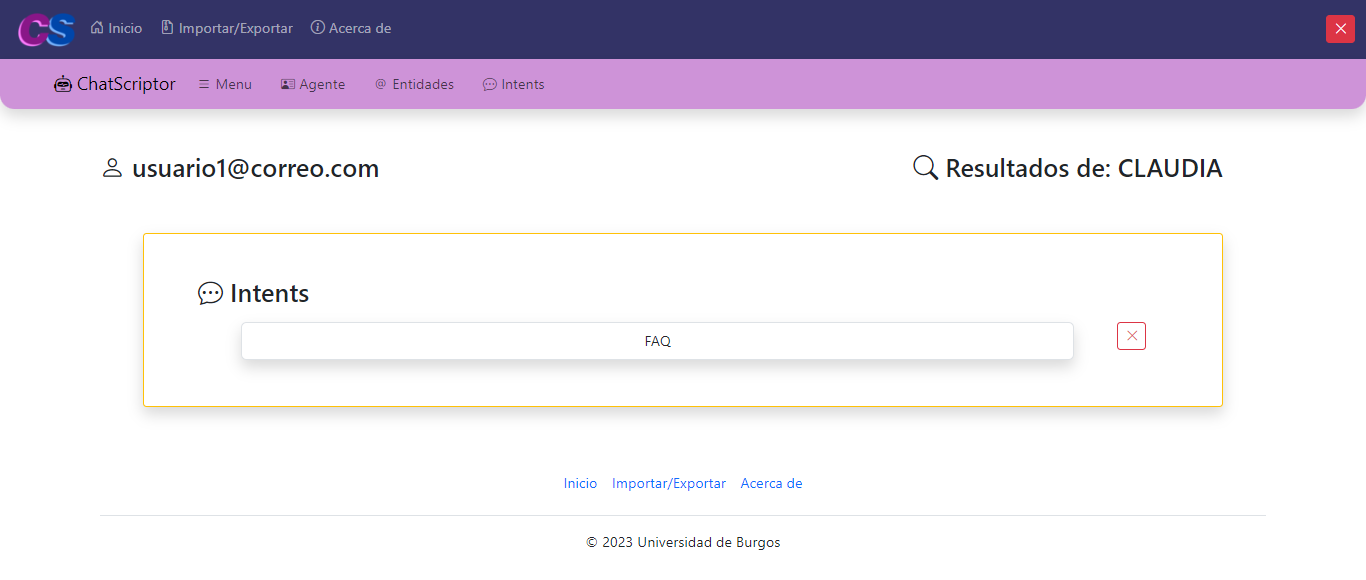 CS Inicio Importar/Exportar Acerca de
ChatScriptor Menu Agente Entidades Intents
usuario1@correo.com Resultados de: CLAUDIA
Intents
FAQ
Inicio Importar/Exportar Acerca de
© 2023 Universidad de Burgos